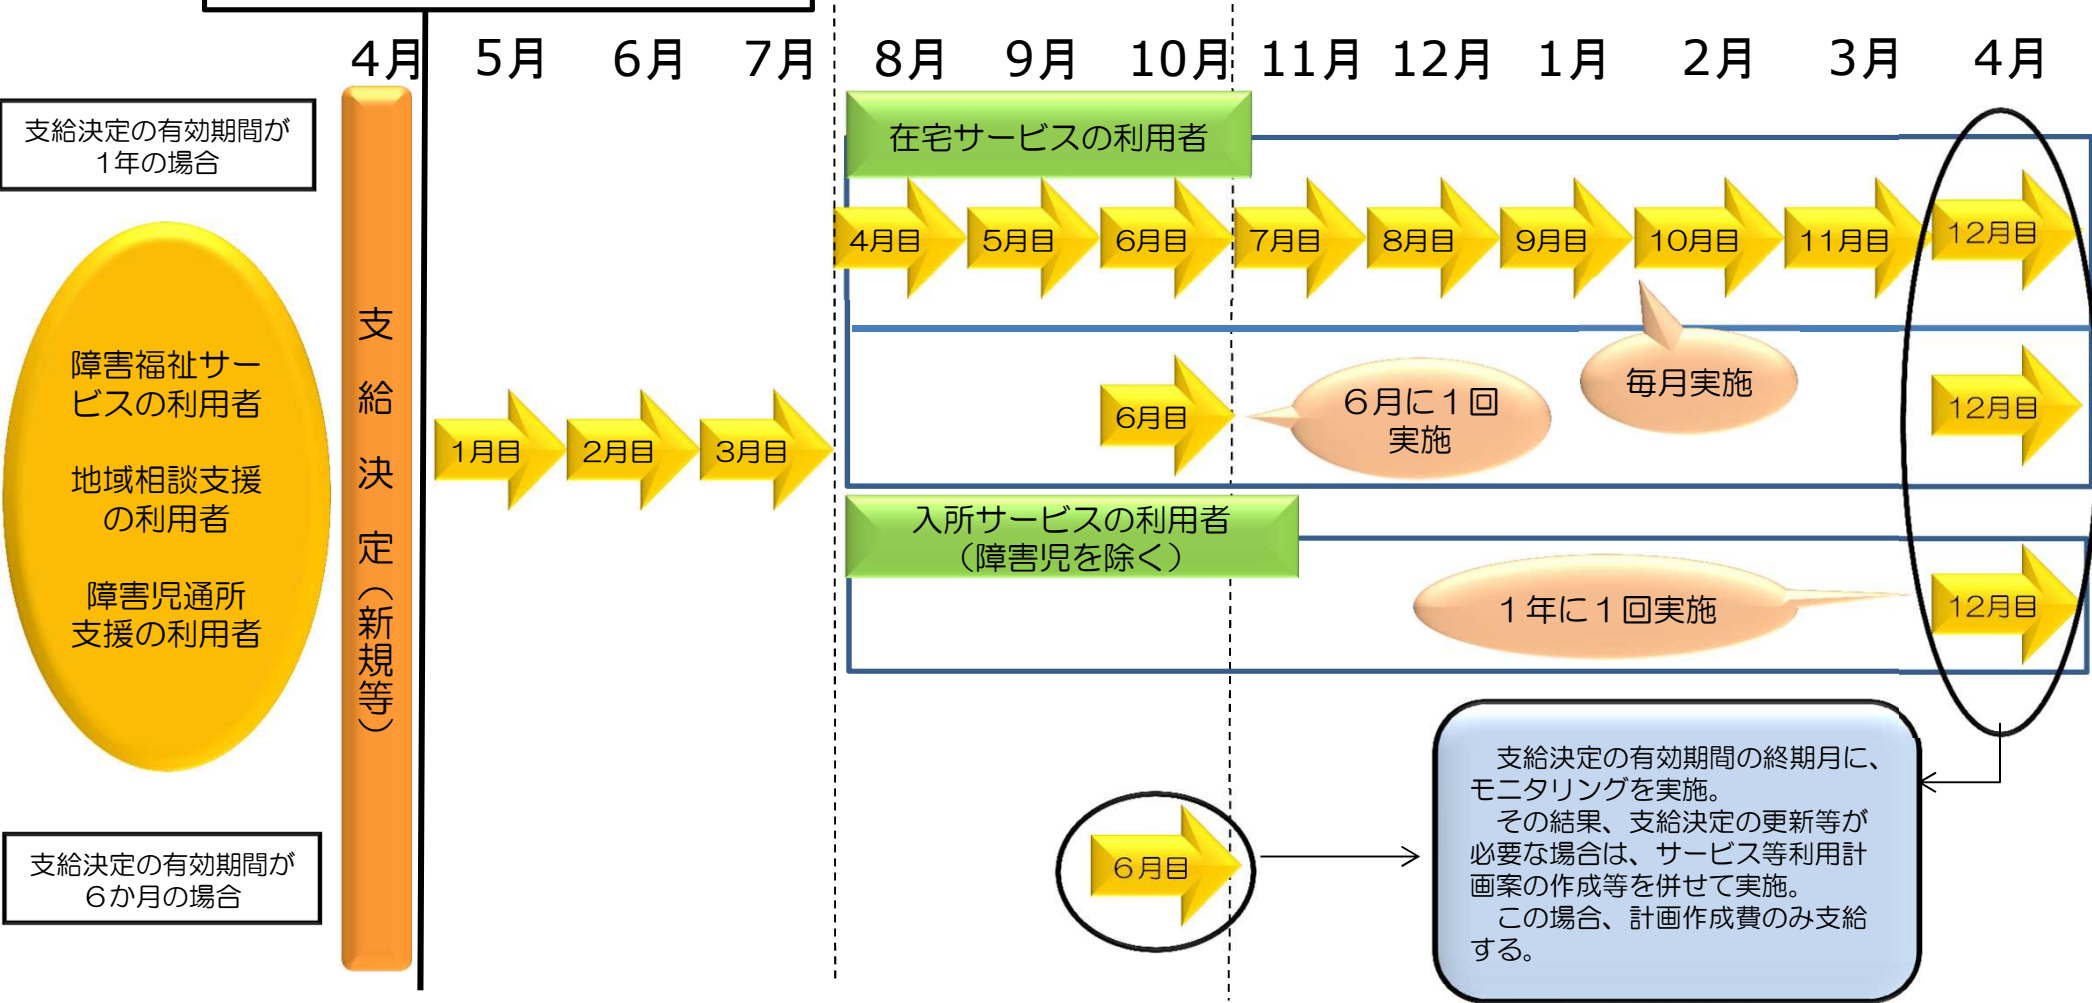 4月 5月 6月 7月 8月 9月 10月 11月 12月 1月 2月 3月 4月
支給決定の有効期間が
1年の場合
障害福祉サー
ビスの利用者
地域相談支援
の利用者
障害児通所
支援の利用者
支給決定の有効期間が
６か月の場合
支給決定（新規等）
1月目
2月目
3月目
在宅サービスの利用者
4月目
5月目
6月目
7月目
8月目
9月目
10月目
11月目
12月目
毎月実施
6月目
６月に１回
実施
12月目
入所サービスの利用者
（障害児を除く）
１年に１回実施
12月目
６月目
支給決定の有効期間の終期月に、
モニタリングを実施。
その結果、支給決定の更新等が
必要な場合は、サービス等利用計
画案の作成等を併せて実施。
この場合、計画作成費のみ支給
する。